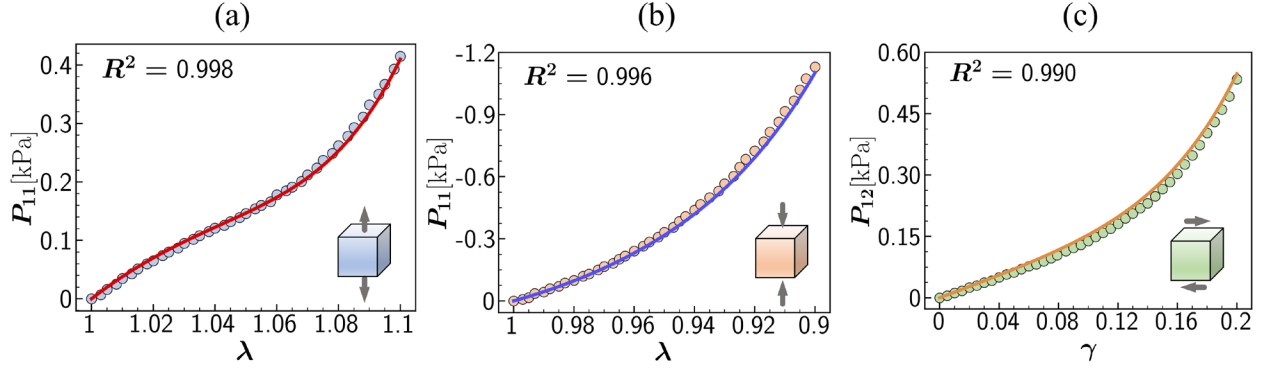 (a)
R² = 0.998
P₁₁[kPa]
0.4
0.3
0.2
0.1
0
1
1.02
1.04
1.06
1.08
1.1
λ
(b)
R² = 0.996
P₁₁[kPa]
-1.2
-0.9
-0.6
-0.3
0
1
0.98
0.96
0.94
0.92
0.9
λ
(c)
R² = 0.990
P₁₂[kPa]
0.60
0.45
0.30
0.15
0
0
0.04
0.08
0.12
0.16
0.2
γ